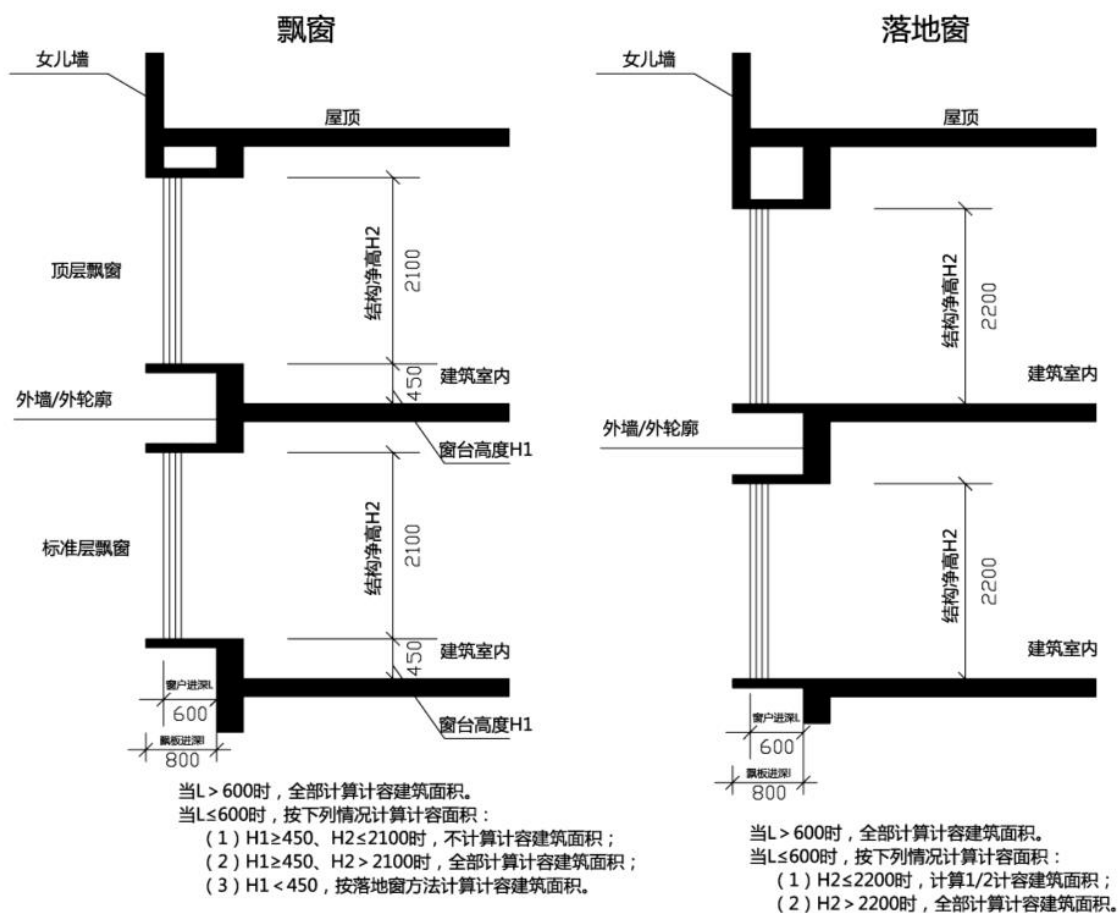 飘窗
女儿墙
屋顶
结构净高H2
2100
顶层飘窗
450
建筑室内
外墙/外轮廓
窗台高度H1
结构净高H2
2100
标准层飘窗
450
建筑室内
窗台高度H1
窗户进深L
600
飘板进深I
800
当L>600时，全部计算计容建筑面积。
当L≤600时，按下列情况计算计容面积：
（1）H1≥450、H2≤2100时，不计算计容建筑面积；
（2）H1≥450、H2>2100时，全部计算计容建筑面积；
（3）H1<450，按落地窗方法计算计容建筑面积。
落地窗
女儿墙
屋顶
结构净高H2
2200
建筑室内
外墙/外轮廓
结构净高H2
2200
建筑室内
窗户进深L
600
飘板进深I
800
当L>600时，全部计算计容建筑面积。
当L≤600时，按下列情况计算计容面积：
（1）H2≤2200时，计算1/2计容建筑面积；
（2）H2>2200时，全部计算计容建筑面积。